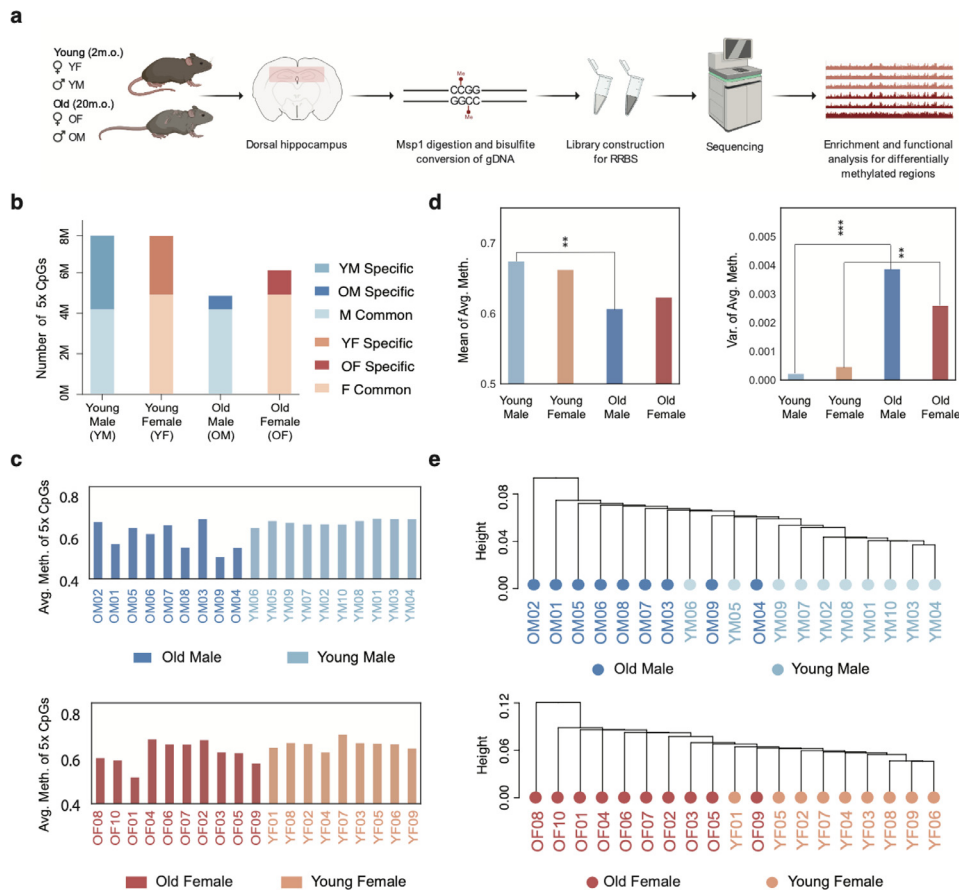 a
Young (2m.o.)
♀ YF
♂ YM
Old (20m.o.)
♀ OF
♂ OM
Dorsal hippocampus
Me
CCGG
GGCC
Me
Msp1 digestion and bisulfite
conversion of gDNA
Library construction
for RRBS
Sequencing
Enrichment and functional
analysis for differentially
methylated regions
b
Number of 5x CpGs
8M
6M
4M
2M
0M
Young
Male
(YM)
Young
Female
(YF)
Old
Male
(OM)
Old
Female
(OF)
YM Specific
OM Specific
M Common
YF Specific
OF Specific
F Common
d
Mean of Avg. Meth.
0.7
0.6
0.5
**
Young
Male
Young
Female
Old
Male
Old
Female
Var. of Avg. Meth.
0.005
0.004
0.003
0.002
0.001
0.000
***
**
Young
Male
Young
Female
Old
Male
Old
Female
c
Avg. Meth. of 5x CpGs
0.8
0.6
0.4
OM02 OM01 OM05 OM06 OM07 OM08 OM03 OM09 OM04 YM06 YM05 YM09 YM07 YM02 YM10 YM08 YM01 YM03 YM04
Old Male Young Male
Avg. Meth. of 5x CpGs
0.8
0.6
0.4
OF08 OF10 OF01 OF04 OF06 OF07 OF02 OF03 OF05 OF09 YF01 YF08 YF02 YF04 YF07 YF03 YF05 YF06 YF09
Old Female Young Female
e
Height
0.08
0.04
0.00
OM02 OM01 OM05 OM06 OM08 OM07 OM03 YM06 OM09 YM05 OM04 YM09 YM07 YM02 YM08 YM01 YM10 YM03 YM04
Old Male Young Male
Height
0.12
0.06
0.00
OF08 OF10 OF01 OF04 OF06 OF07 OF02 OF03 OF05 YF01 OF09 YF05 YF02 YF07 YF04 YF03 YF08 YF09 YF06
Old Female Young Female